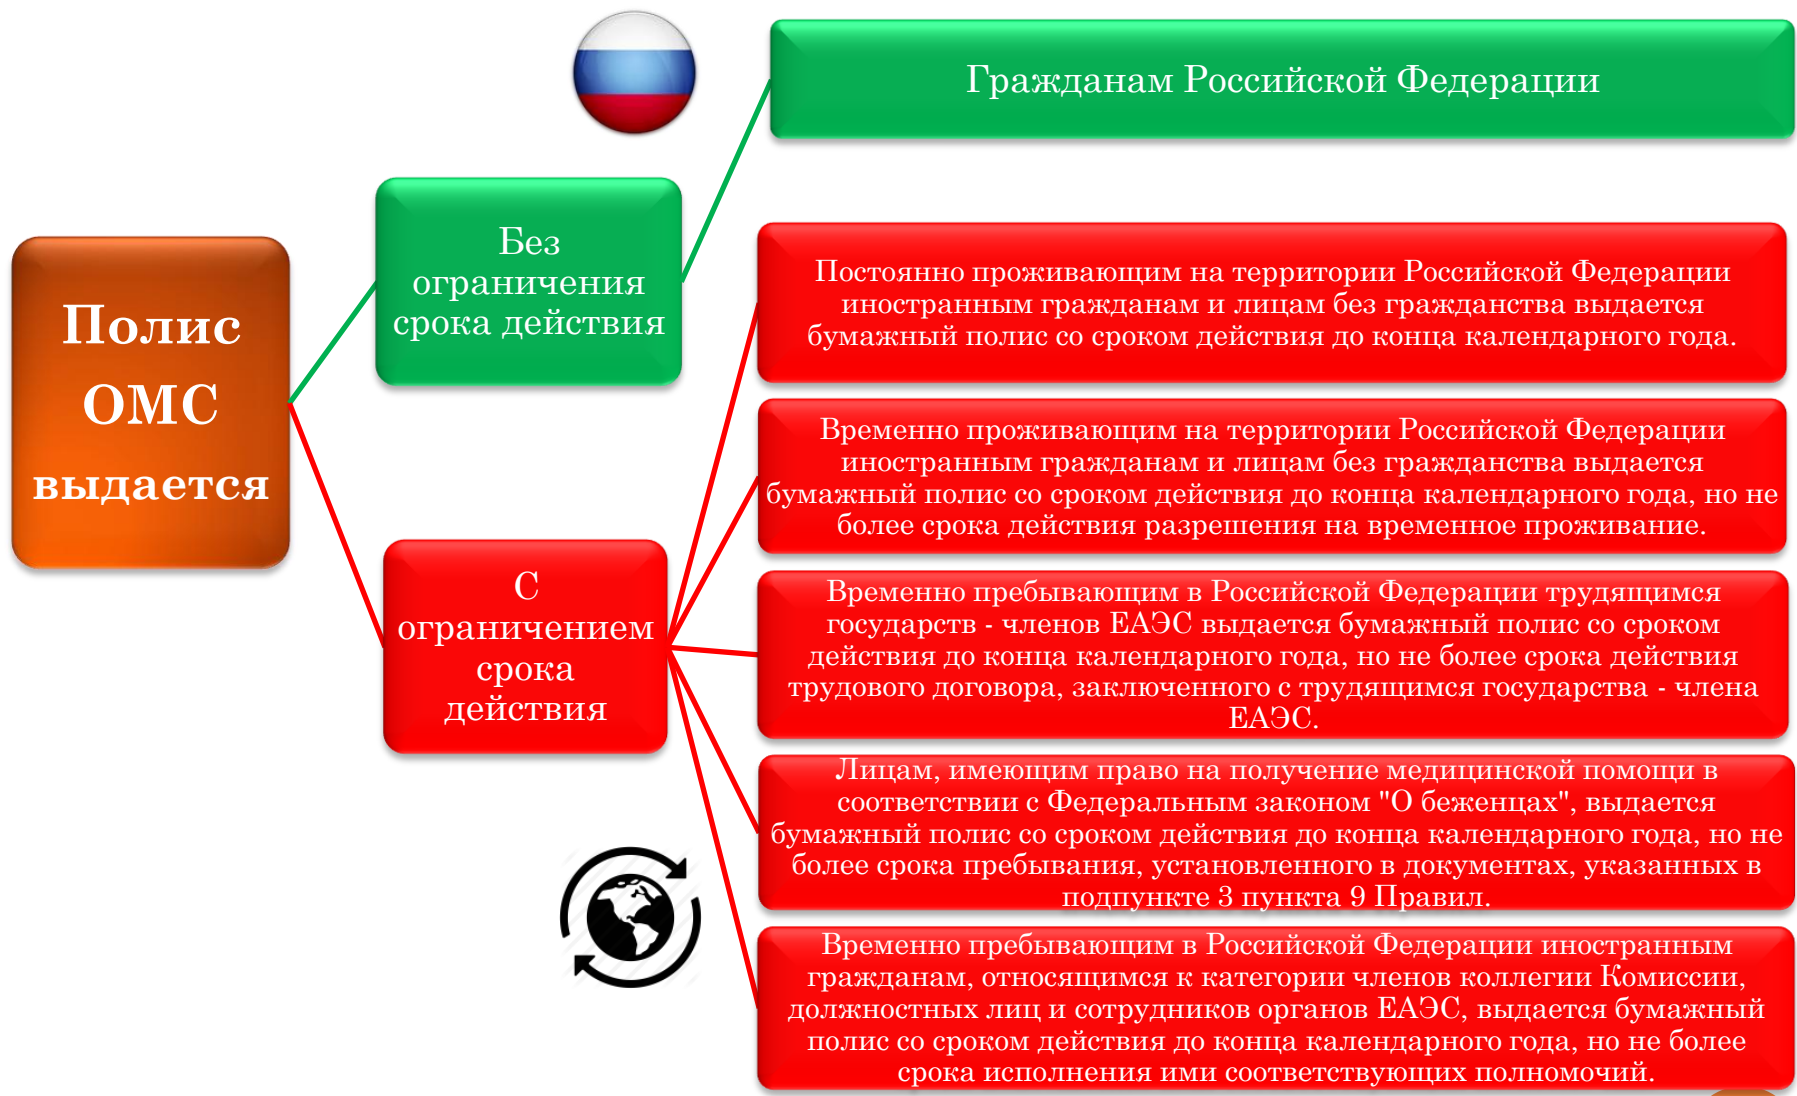 Полис
ОМС
выдается
Без
ограничения
срока действия
С
ограничением
срока
действия
Гражданам Российской Федерации
Постоянно проживающим на территории Российской Федерации
иностранным гражданам и лицам без гражданства выдается
бумажный полис со сроком действия до конца календарного года.
Временно проживающим на территории Российской Федерации
иностранным гражданам и лицам без гражданства выдается
бумажный полис со сроком действия до конца календарного года, но не
более срока действия разрешения на временное проживание.
Временно пребывающим в Российской Федерации трудящимся
государств - членов ЕАЭС выдается бумажный полис со сроком
действия до конца календарного года, но не более срока действия
трудового договора, заключенного с трудящимся государства - члена
ЕАЭС.
Лицам, имеющим право на получение медицинской помощи в
соответствии с Федеральным законом "О беженцах", выдается
бумажный полис со сроком действия до конца календарного года, но не
более срока пребывания, установленного в документах, указанных в
подпункте 3 пункта 9 Правил.
Временно пребывающим в Российской Федерации иностранным
гражданам, относящимся к категории членов коллегии Комиссии,
должностных лиц и сотрудников органов ЕАЭС, выдается бумажный
полис со сроком действия до конца календарного года, но не более
срока исполнения ими соответствующих полномочий.